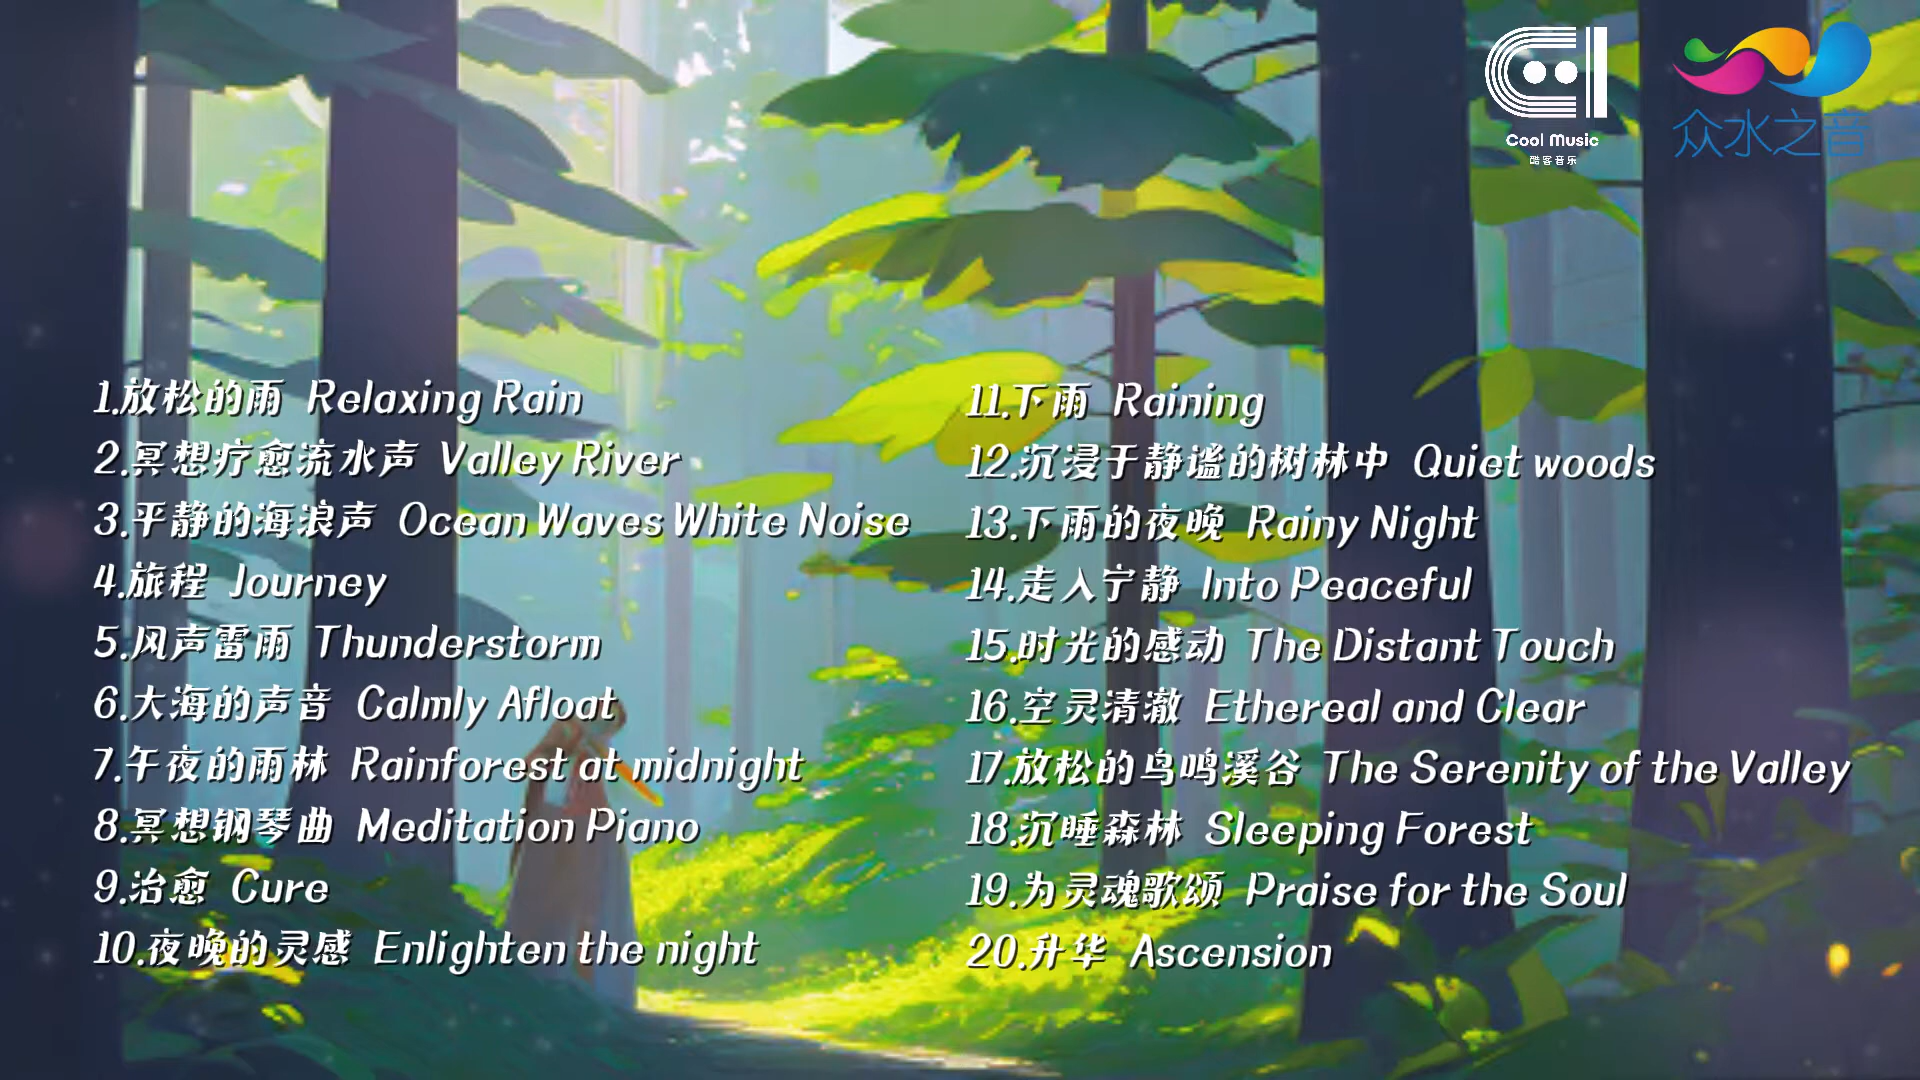 Cool Music
酷客音乐
众水之音
1.放松的雨 Relaxing Rain
2.冥想疗愈流水声 Valley River
3.平静的海浪声 Ocean Waves White Noise
4.旅程 Journey
5.风声雷雨 Thunderstorm
6.大海的声音 Calmly Afloat
7.午夜的雨林 Rainforest at midnight
8.冥想钢琴曲 Meditation Piano
9.治愈 Cure
10.夜晚的灵感 Enlighten the night
11.下雨 Raining
12.沉浸于静谧的树林中 Quiet woods
13.下雨的夜晚 Rainy Night
14.走入宁静 Into Peaceful
15.时光的感动 The Distant Touch
16.空灵清澈 Ethereal and Clear
17.放松的鸟鸣溪谷 The Serenity of the Valley
18.沉睡森林 Sleeping Forest
19.为灵魂歌颂 Praise for the Soul
20.升华 Ascension